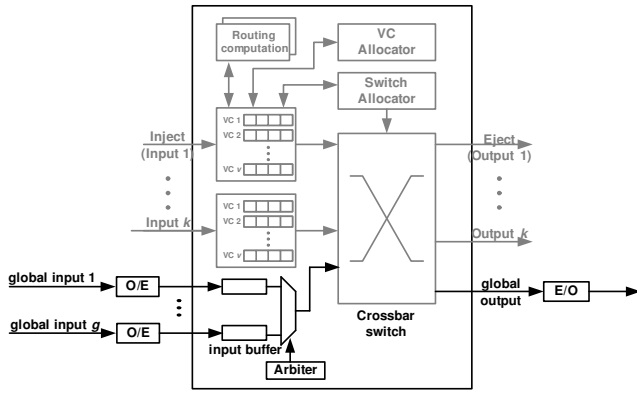 Routing
computation
VC
Allocator
Switch
Allocator
VC 1
VC 2
VC v
Inject
(Input 1)
Eject
(Output 1)
Input k
VC 1
VC 2
VC v
Output k
global input 1
O/E
global
output
E/O
Crossbar
switch
global input g
O/E
input buffer
Arbiter